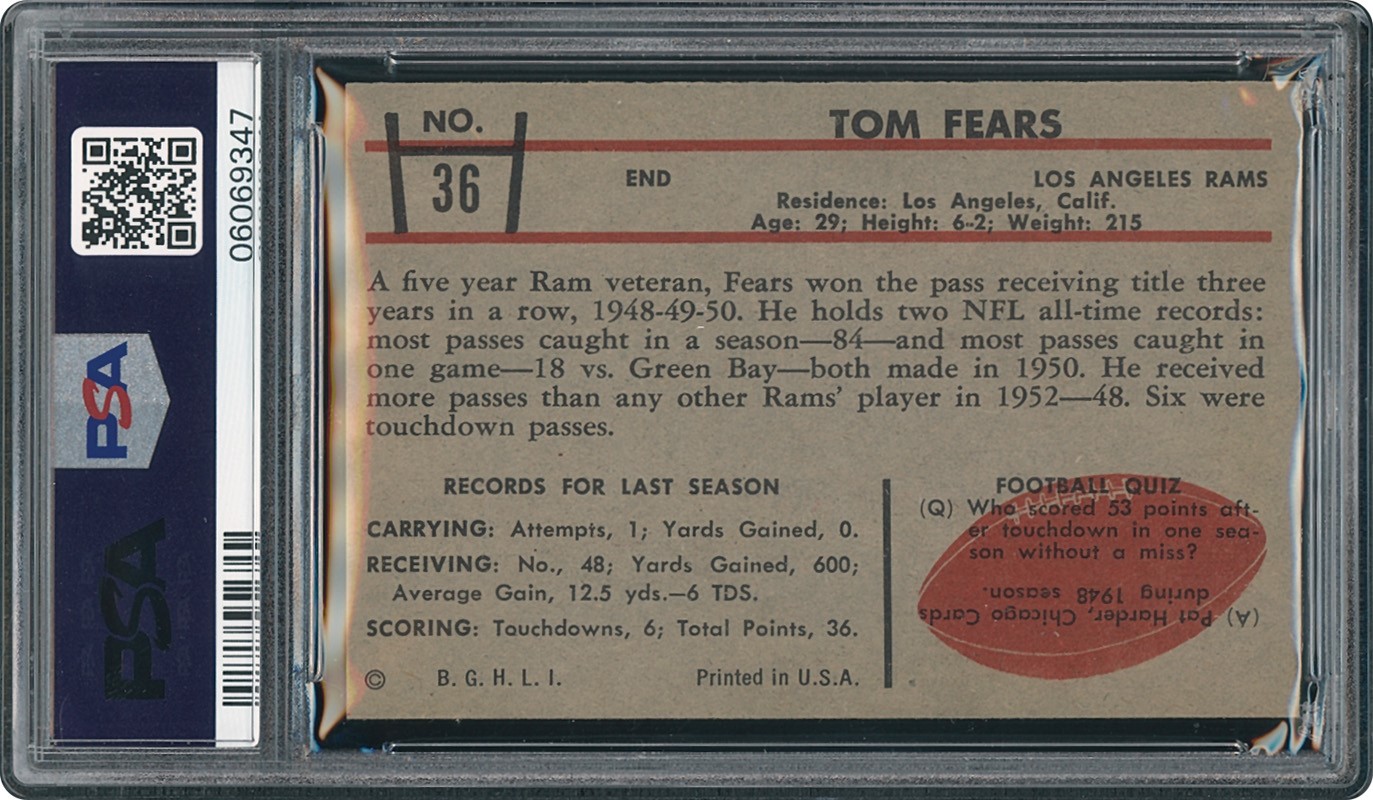 06069347
PSA
PSA
NO.
36
TOM FEARS
END
LOS ANGELES RAMS
Residence: Los Angeles, Calif.
Age: 29; Height: 6-2; Weight: 215
A five year Ram veteran, Fears won the pass receiving title three
years in a row, 1948-49-50. He holds two NFL all-time records:
most passes caught in a season—84—and most passes caught in
one game—18 vs. Green Bay—both made in 1950. He received
more passes than any other Rams' player in 1952—48. Six were
touchdown passes.
RECORDS FOR LAST SEASON
CARRYING: Attempts, 1; Yards Gained, 0.
RECEIVING: No., 48; Yards Gained, 600;
Average Gain, 12.5 yds.—6 TDS.
SCORING: Touchdowns, 6; Total Points, 36.
© B. G. H. L. I.
Printed in U.S.A.
FOOTBALL QUIZ
(Q) Who scored 53 points aft-
er touchdown in one sea-
son without a miss?
(A) Pat Harder, Chicago Cards
during 1948 season.